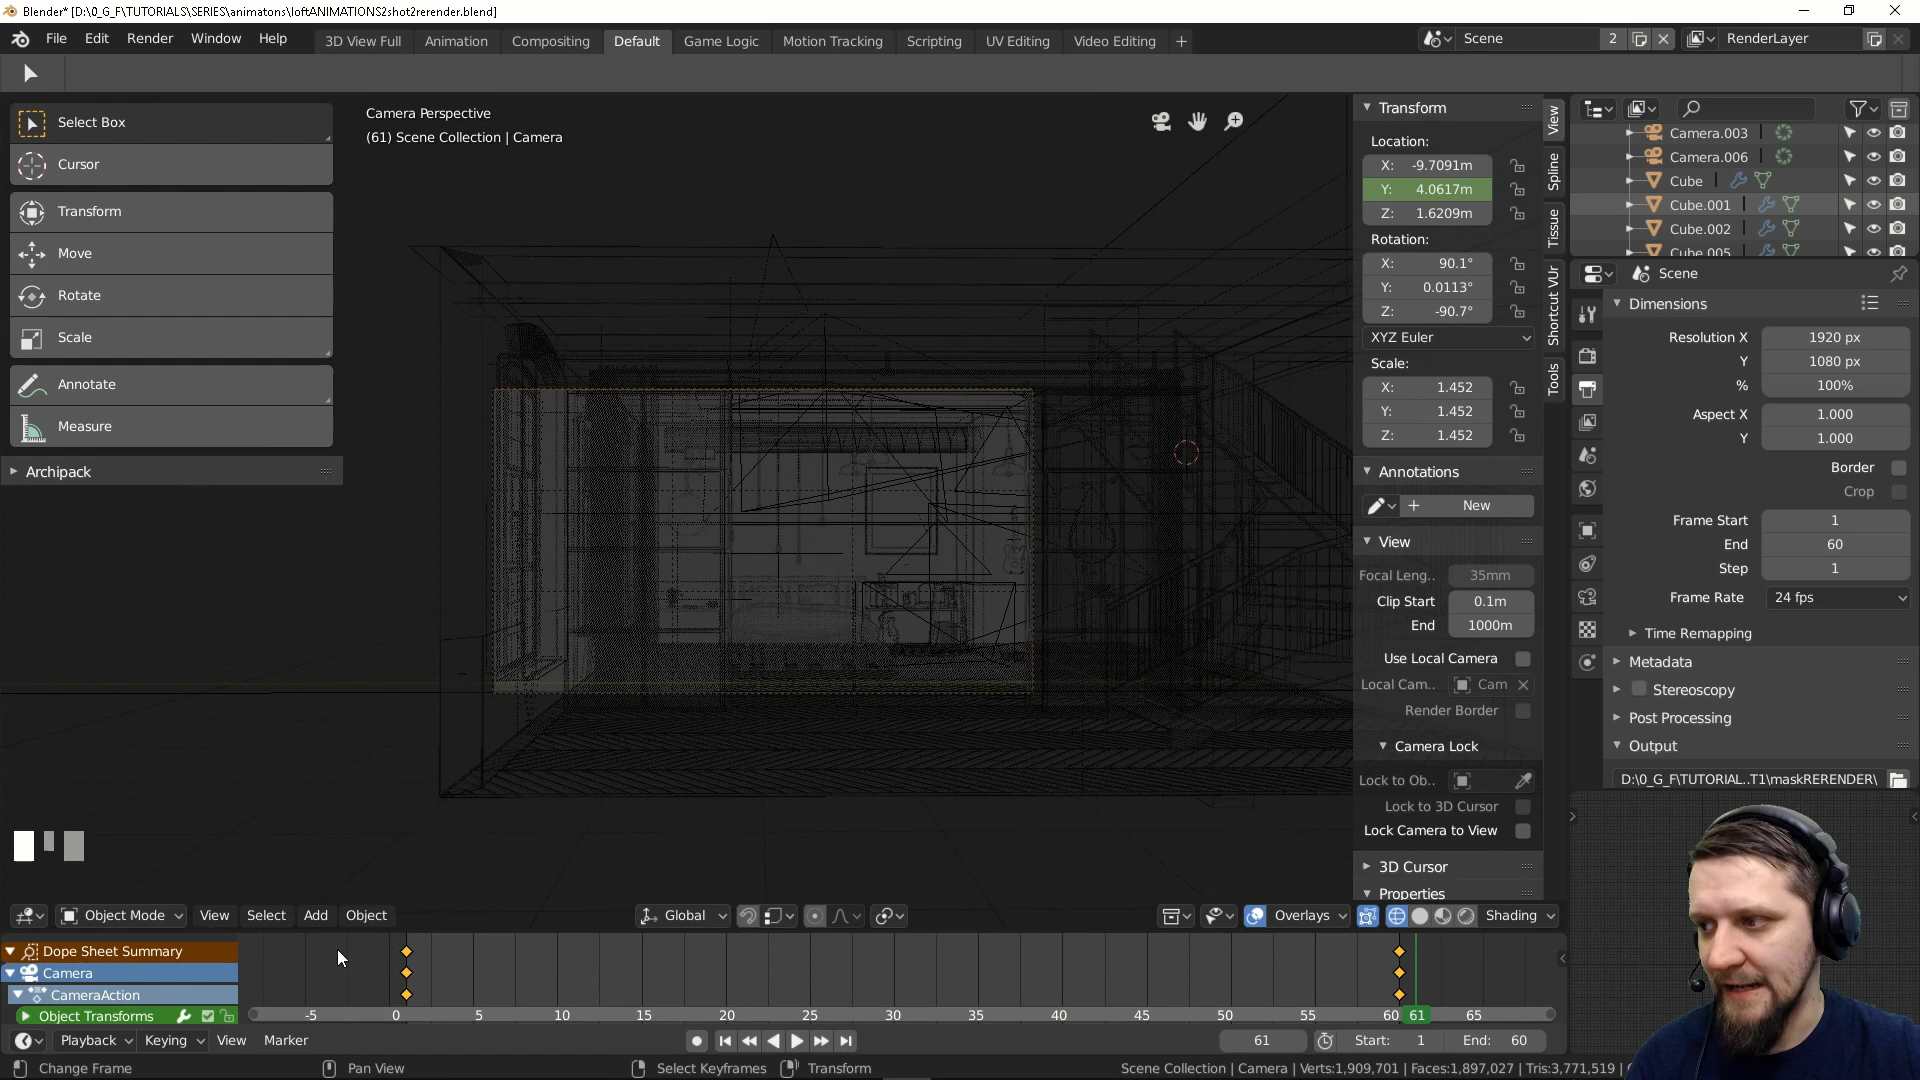 Blender* [D:\0_G_F\TUTORIALS\SERIES\animatons\loftANIMATIONS2shot2rerender.blend]
File Edit Render Window Help 3D View Full Animation Compositing Default Game Logic Motion Tracking Scripting UV Editing Video Editing + Scene 2 RenderLayer
Select Box
Cursor
Transform
Move
Rotate
Scale
Annotate
Measure
Archipack
Camera Perspective
(61) Scene Collection | Camera
Transform
Location:
X: -9.7091m
Y: 4.0617m
Z: 1.6209m
Rotation:
X: 90.1°
Y: 0.0113°
Z: -90.7°
XYZ Euler
Scale:
X: 1.452
Y: 1.452
Z: 1.452
Annotations
+ New
View
Focal Leng.. 35mm
Clip Start 0.1m
End 1000m
Use Local Camera
Local Cam.. Cam
Render Border
Camera Lock
Lock to Ob..
Lock to 3D Cursor
Lock Camera to View
3D Cursor
Properties
View
Spline
Tissue
Shortcut VUr
Tools
Camera.003
Camera.006
Cube
Cube.001
Cube.002
Cube.005
Scene
Dimensions
Resolution X 1920 px
Y 1080 px
% 100%
Aspect X 1.000
Y 1.000
Border
Crop
Frame Start 1
End 60
Step 1
Frame Rate 24 fps
Time Remapping
Metadata
Stereoscopy
Post Processing
Output
D:\0_G_F\TUTORIAL..T1\maskRERENDER\
Object Mode View Select Add Object Global Overlays Shading
Dope Sheet Summary
Camera
CameraAction
Object Transforms
-5 0 5 10 15 20 25 30 35 40 45 50 55 60 61 65
Playback Keying View Marker 61 Start: 1 End: 60
Change Frame Pan View Select Keyframes Transform Scene Collection | Camera | Verts:1,909,701 | Faces:1,897,027 | Tris:3,771,519 |